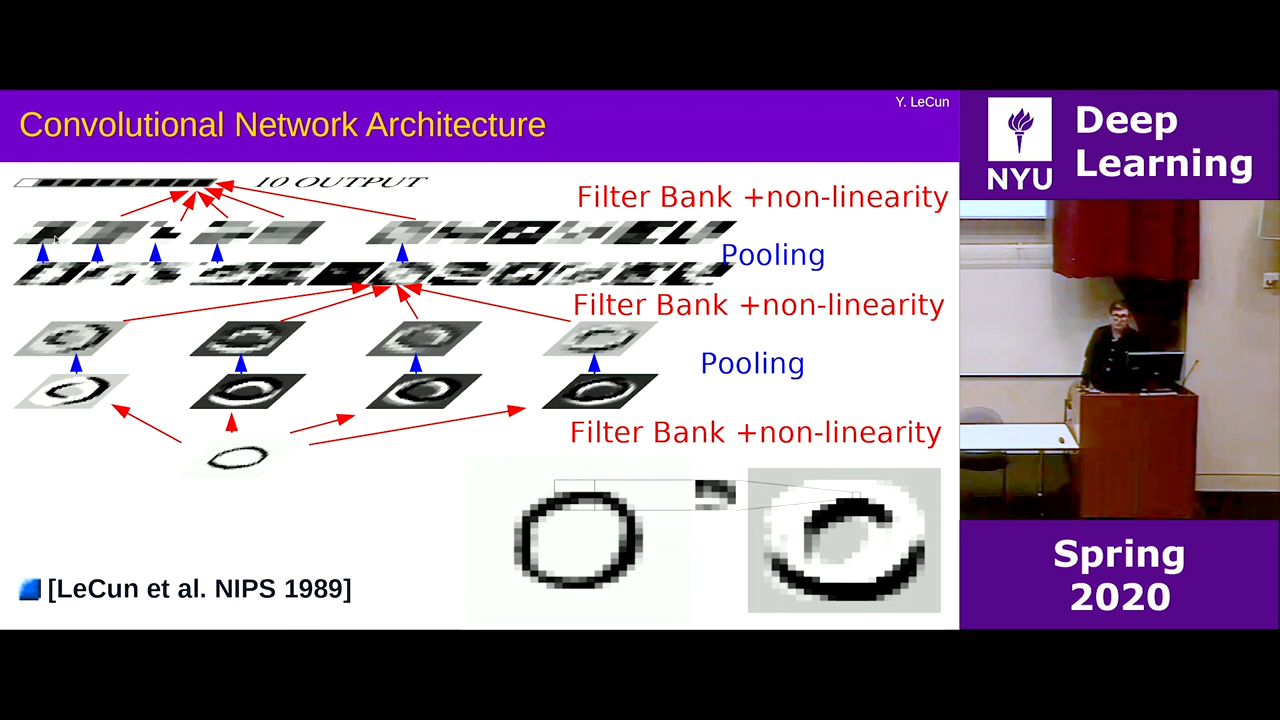 Y. LeCun
Convolutional Network Architecture
10 OUTPUT
Filter Bank +non-linearity
Pooling
Filter Bank +non-linearity
Pooling
Filter Bank +non-linearity
[LeCun et al. NIPS 1989]
NYU
Deep
Learning
Spring
2020